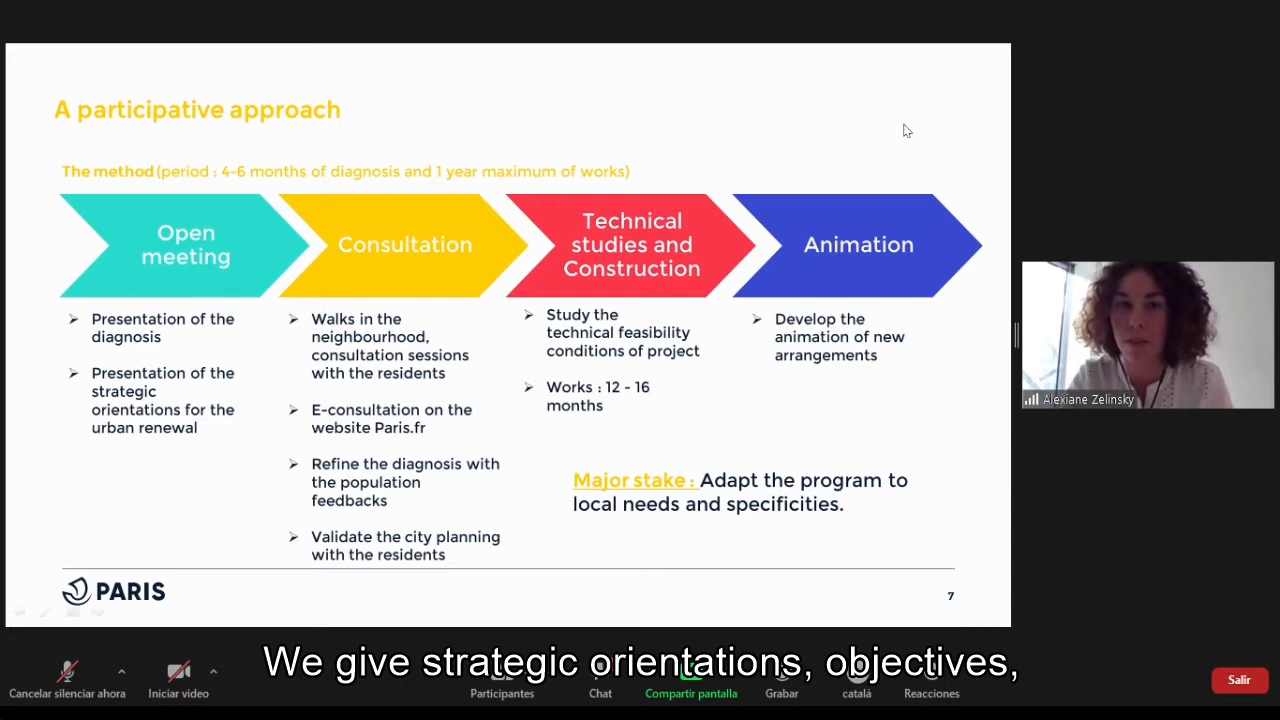 A participative approach
The method (period : 4-6 months of diagnosis and 1 year maximum of works)
Open
meeting
Consultation
Technical
studies and
Construction
Animation
Presentation of the
diagnosis
Presentation of the
strategic
orientations for the
urban renewal
Walks in the
neighbourhood,
consultation sessions
with the residents
E-consultation on the
website Paris.fr
Refine the diagnosis with
the population
feedbacks
Validate the city planning
with the residents
Study the
technical feasibility
conditions of project
Works : 12 - 16
months
Develop the
animation of new
arrangements
Major stake : Adapt the program to
local needs and specificities.
PARIS
7
Alexiane Zelinsky
We give strategic orientations, objectives,
Cancelar silenciar ahora
Iniciar video
Participantes
Chat
Compartir pantalla
Grabar
català
Reacciones
Salir